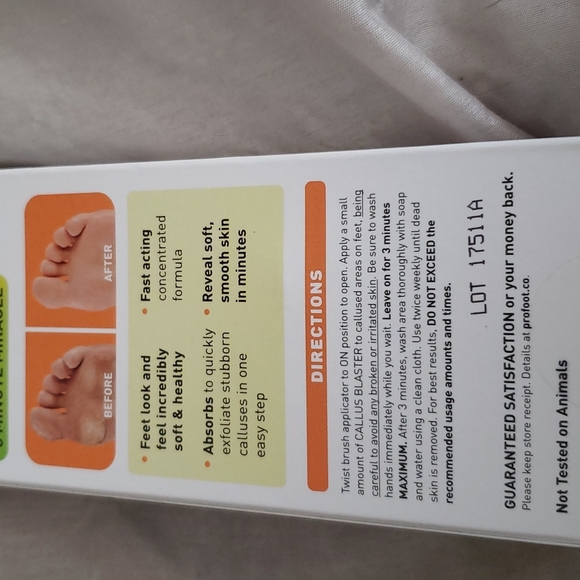 BEFORE
AFTER
• Feet look and
feel incredibly
soft & healthy
• Absorbs to quickly
exfoliate stubborn
calluses in one
easy step
• Fast acting
concentrated
formula
• Reveal soft,
smooth skin
in minutes
DIRECTIONS
Twist brush applicator to ON position to open. Apply a small
amount of CALLUS BLASTER to callused areas on feet, being
careful to avoid any broken or irritated skin. Be sure to wash
hands immediately while you wait. Leave on for 3 minutes
MAXIMUM. After 3 minutes, wash area thoroughly with soap
and water using a clean cloth. Use twice weekly until dead
skin is removed. For best results, DO NOT EXCEED the
recommended usage amounts and times.
LOT 17511A
GUARANTEED SATISFACTION or your money back.
Please keep store receipt. Details at profoot.co.
Not Tested on Animals